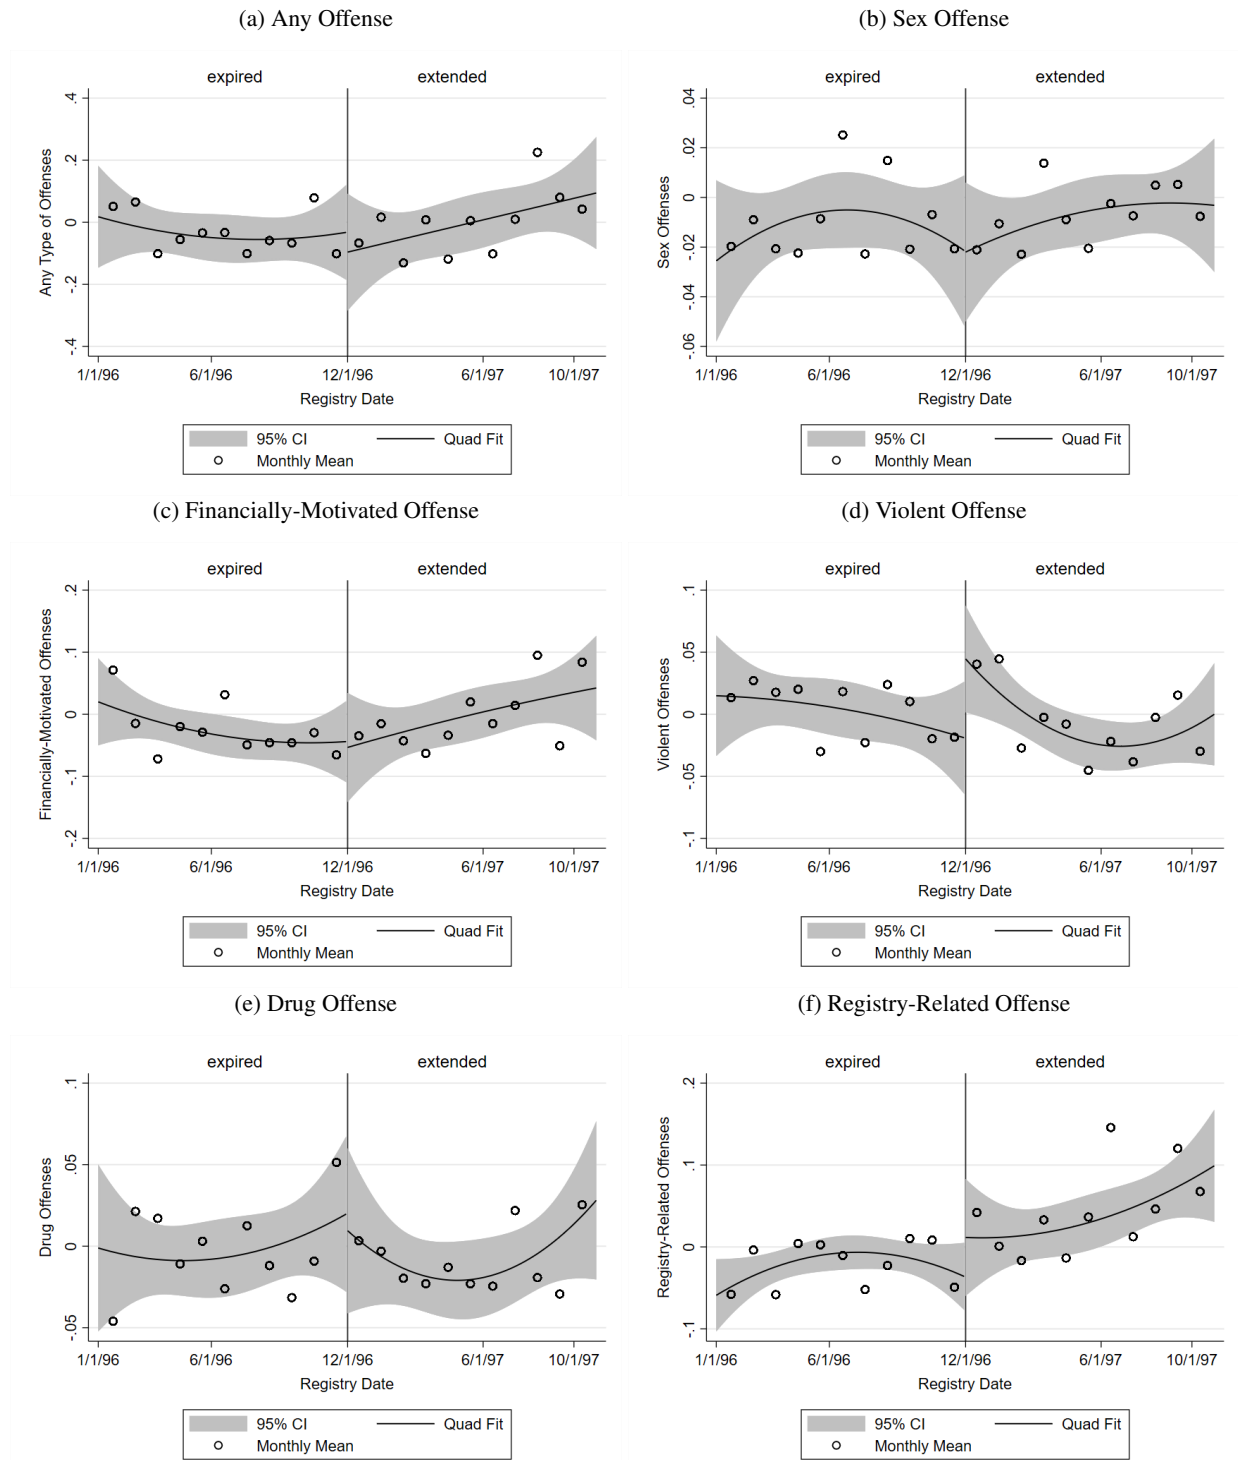 (a) Any Offense
expired extended
Any Type of Offenses
.4
.2
0
-.2
-.4
1/1/96 6/1/96 12/1/96 6/1/97 10/1/97
Registry Date
95% CI Quad Fit
Monthly Mean
(b) Sex Offense
expired extended
Sex Offenses
.04
.02
0
-.02
-.04
-.06
1/1/96 6/1/96 12/1/96 6/1/97 10/1/97
Registry Date
95% CI Quad Fit
Monthly Mean
(c) Financially-Motivated Offense
expired extended
Financially-Motivated Offenses
.2
.1
0
-.1
-.2
1/1/96 6/1/96 12/1/96 6/1/97 10/1/97
Registry Date
95% CI Quad Fit
Monthly Mean
(d) Violent Offense
expired extended
Violent Offenses
.1
.05
0
-.05
-.1
1/1/96 6/1/96 12/1/96 6/1/97 10/1/97
Registry Date
95% CI Quad Fit
Monthly Mean
(e) Drug Offense
expired extended
Drug Offenses
.1
.05
0
-.05
1/1/96 6/1/96 12/1/96 6/1/97 10/1/97
Registry Date
95% CI Quad Fit
Monthly Mean
(f) Registry-Related Offense
expired extended
Registry-Related Offenses
.2
.1
0
-.1
1/1/96 6/1/96 12/1/96 6/1/97 10/1/97
Registry Date
95% CI Quad Fit
Monthly Mean